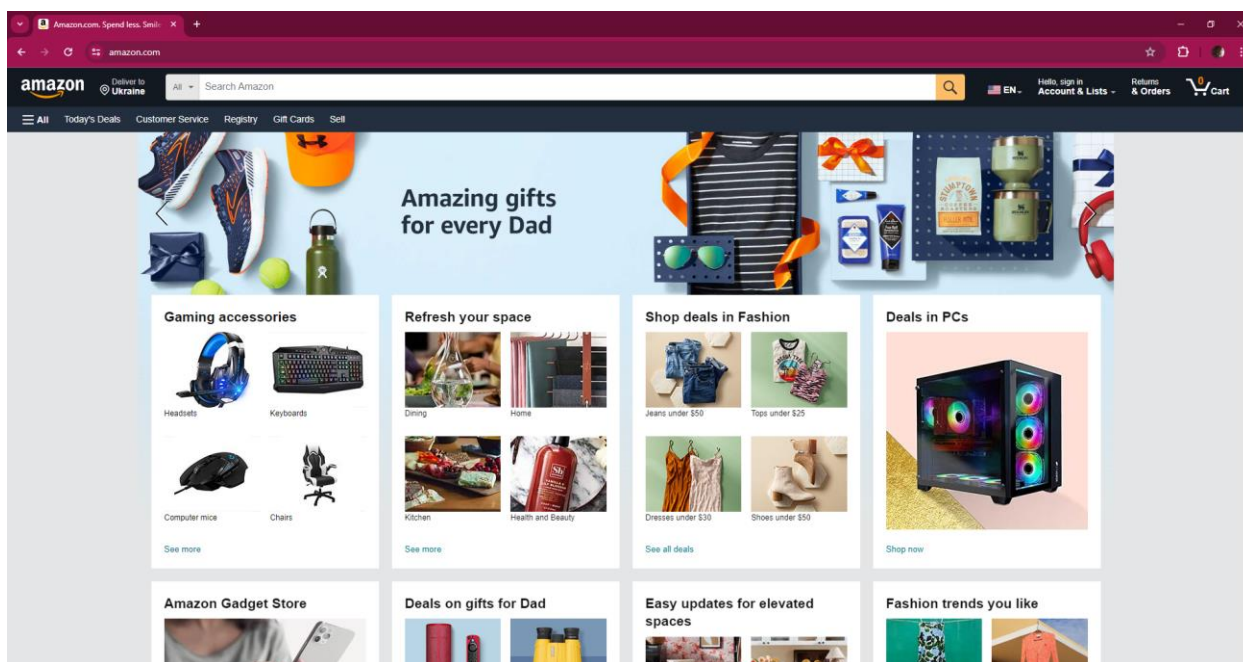 Amazon.com. Spend less. Smile
amazon.com
amazon
Deliver to
Ukraine
All
Search Amazon
EN
Hello, sign in
Account & Lists
Returns
& Orders
0
Cart
All
Today's Deals
Customer Service
Registry
Gift Cards
Sell
Amazing gifts
for every Dad
STUMPTOWN
Gaming accessories
Headsets
Keyboards
Computer mice
Chairs
See more
Refresh your space
Dining
Home
Kitchen
Health and Beauty
See more
Shop deals in Fashion
Jeans under $50
Tops under $25
Dresses under $30
Shoes under $50
See all deals
Deals in PCs
Shop now
Amazon Gadget Store
Deals on gifts for Dad
Easy updates for elevated
spaces
Fashion trends you like